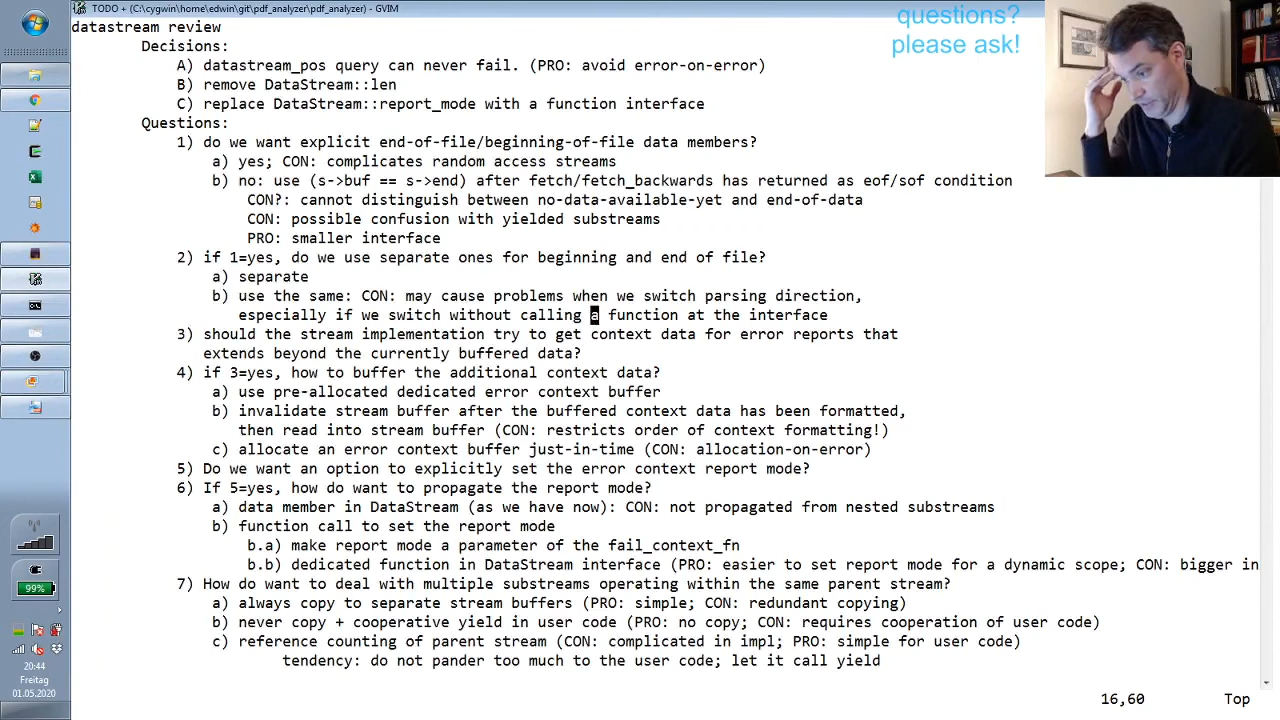 TODO + (C:\cygwin\home\edwin\git\pdf_analyzer\pdf_analyzer) - GVIM
questions?
please ask!
datastream review
Decisions:
A) datastream_pos query can never fail. (PRO: avoid error-on-error)
B) remove DataStream::len
C) replace DataStream::report_mode with a function interface
Questions:
1) do we want explicit end-of-file/beginning-of-file data members?
a) yes; CON: complicates random access streams
b) no: use (s->buf == s->end) after fetch/fetch_backwards has returned as eof/sof condition
CON?: cannot distinguish between no-data-available-yet and end-of-data
CON: possible confusion with yielded substreams
PRO: smaller interface
2) if 1=yes, do we use separate ones for beginning and end of file?
a) separate
b) use the same: CON: may cause problems when we switch parsing direction,
especially if we switch without calling a function at the interface
3) should the stream implementation try to get context data for error reports that
extends beyond the currently buffered data?
4) if 3=yes, how to buffer the additional context data?
a) use pre-allocated dedicated error context buffer
b) invalidate stream buffer after the buffered context data has been formatted,
then read into stream buffer (CON: restricts order of context formatting!)
c) allocate an error context buffer just-in-time (CON: allocation-on-error)
5) Do we want an option to explicitly set the error context report mode?
6) If 5=yes, how do want to propagate the report mode?
a) data member in DataStream (as we have now): CON: not propagated from nested substreams
b) function call to set the report mode
b.a) make report mode a parameter of the fail_context_fn
b.b) dedicated function in DataStream interface (PRO: easier to set report mode for a dynamic scope; CON: bigger in
7) How do want to deal with multiple substreams operating within the same parent stream?
a) always copy to separate stream buffers (PRO: simple; CON: redundant copying)
b) never copy + cooperative yield in user code (PRO: no copy; CON: requires cooperation of user code)
c) reference counting of parent stream (CON: complicated in impl; PRO: simple for user code)
tendency: do not pander too much to the user code; let it call yield
16,60 Top
99%
20:44
Freitag
01.05.2020